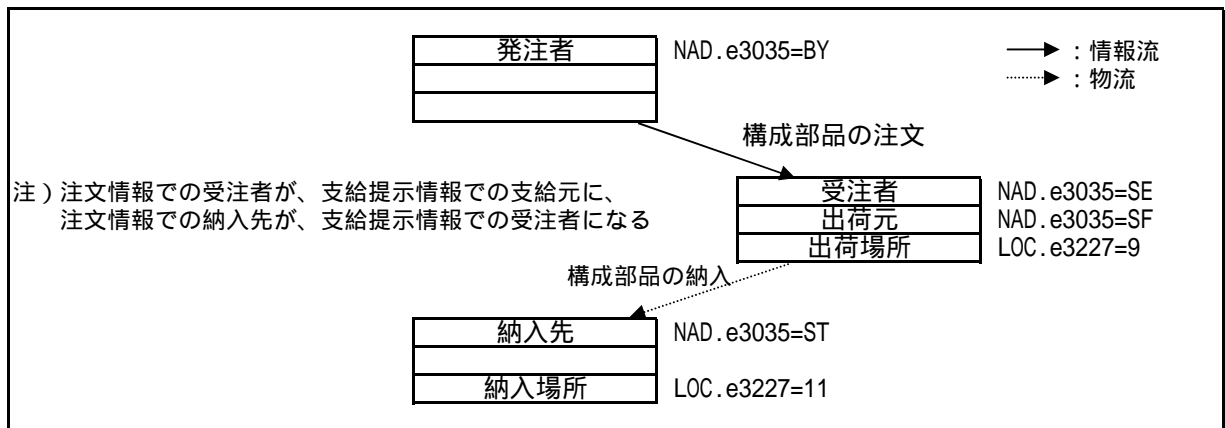 発注者 NAD.e3035=BY
：情報流
：物流
構成部品の注文
注）注文情報での受注者が、支給提示情報での支給元に、
注文情報での納入先が、支給提示情報での受注者になる
受注者 NAD.e3035=SE
出荷元 NAD.e3035=SF
出荷場所 LOC.e3227=9
構成部品の納入
納入先 NAD.e3035=ST
納入場所 LOC.e3227=11